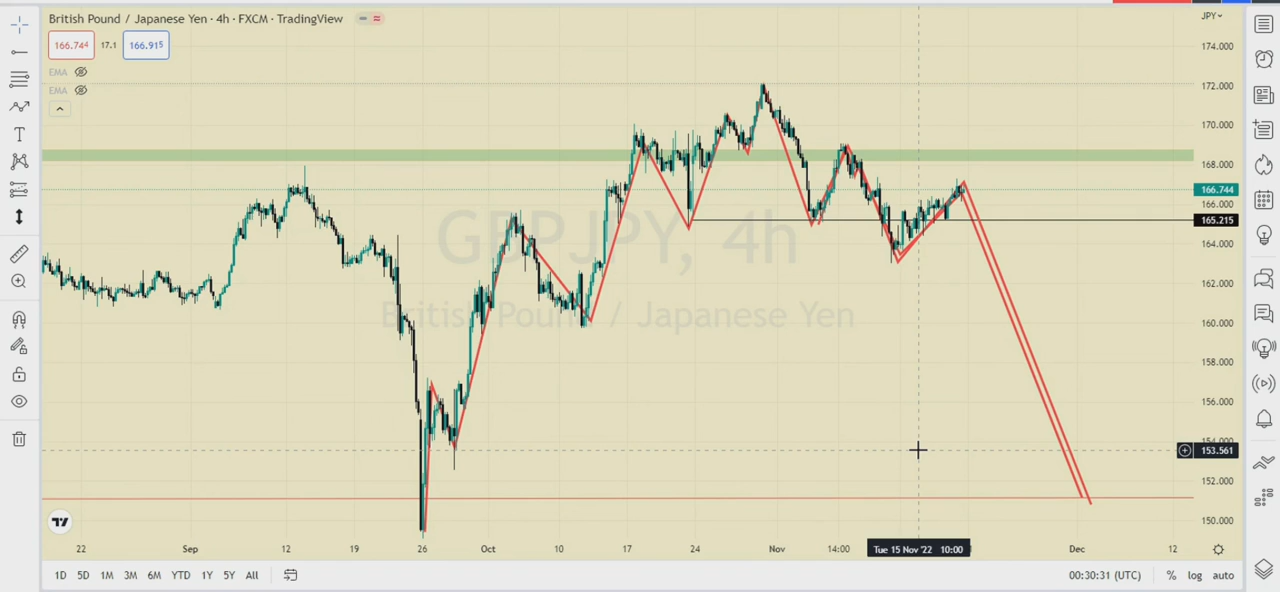 British Pound / Japanese Yen · 4h · FXCM · TradingView
JPY
166.744 17.1 166.915
EMA
EMA
174.000
172.000
170.000
168.000
166.744
166.000
165.215
164.000
162.000
160.000
158.000
156.000
154.000
153.561
152.000
150.000
GBPJPY, 4h
British Pound / Japanese Yen
22 Sep 12 19 26 Oct 10 17 24 Nov 14:00 Tue 15 Nov '22 10:00 Dec 12
1D 5D 1M 3M 6M YTD 1Y 5Y All 00:30:31 (UTC) % log auto